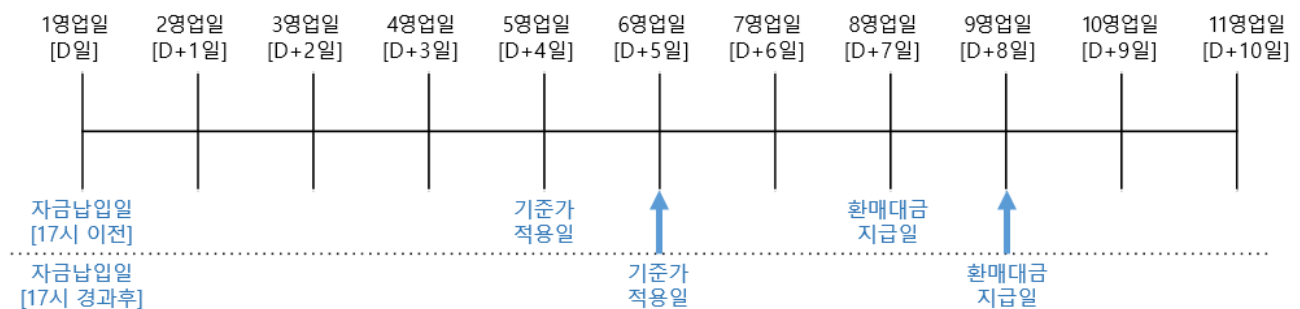 1영업일 2영업일 3영업일 4영업일 5영업일 6영업일 7영업일 8영업일 9영업일 10영업일 11영업일
[D일] [D+1일] [D+2일] [D+3일] [D+4일] [D+5일] [D+6일] [D+7일] [D+8일] [D+9일] [D+10일]
자금납입일 기준가 환매대금
[17시 이전] 적용일 지급일
자금납입일 기준가 환매대금
[17시 경과후] 적용일 지급일